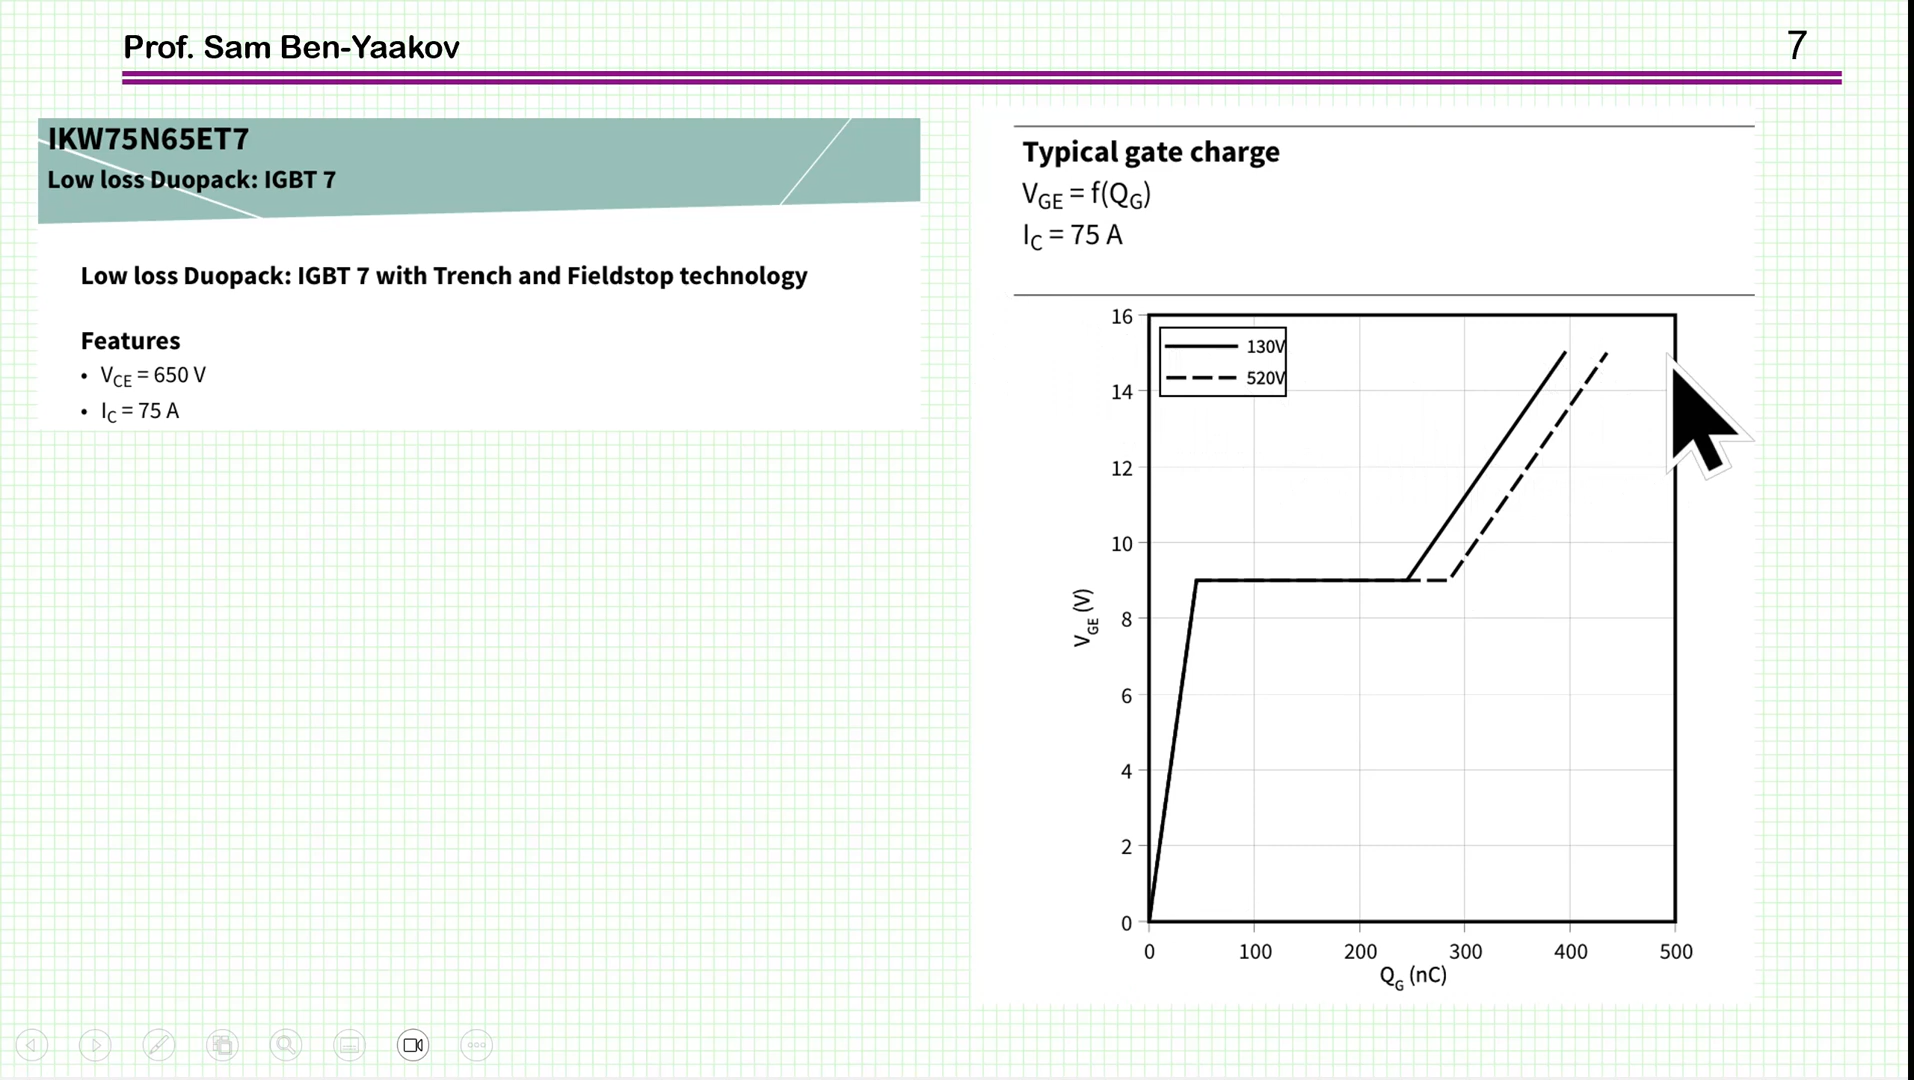 Prof. Sam Ben-Yaakov
7
IKW75N65ET7
Low loss Duopack: IGBT 7
Low loss Duopack: IGBT 7 with Trench and Fieldstop technology
Features
• VCE = 650 V
• IC = 75 A
Typical gate charge
VGE = f(QG)
IC = 75 A
130V
520V
16
14
12
10
8
6
4
2
0
VGE (V)
0 100 200 300 400 500
QG (nC)